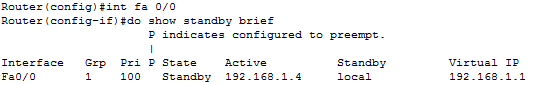 Router(config)#int fa 0/0
Router(config-if)#do show standby brief
P indicates configured to preempt.
|
Interface Grp Pri P State Active Standby Virtual IP
Fa0/0 1 100 Standby 192.168.1.4 local 192.168.1.1